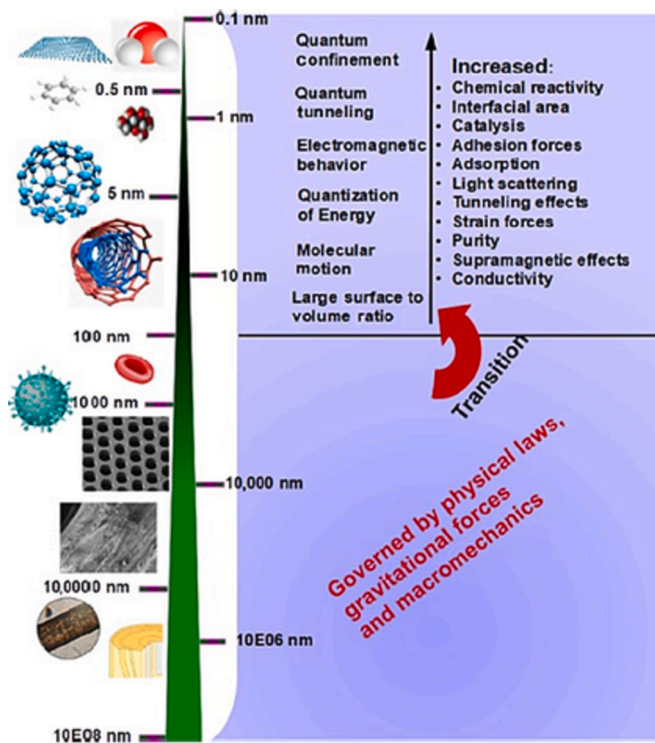 0.1 nm
0.5 nm
1 nm
5 nm
10 nm
100 nm
1000 nm
10,000 nm
10,0000 nm
10E06 nm
10E08 nm
Quantum
confinement
Quantum
tunneling
Electromagnetic
behavior
Quantization
of Energy
Molecular
motion
Large surface to
volume ratio
Increased:
• Chemical reactivity
• Interfacial area
• Catalysis
• Adhesion forces
• Adsorption
• Light scattering
• Tunneling effects
• Strain forces
• Purity
• Supramagnetic effects
• Conductivity
Transition
Governed by physical laws,
gravitational forces
and macromechanics